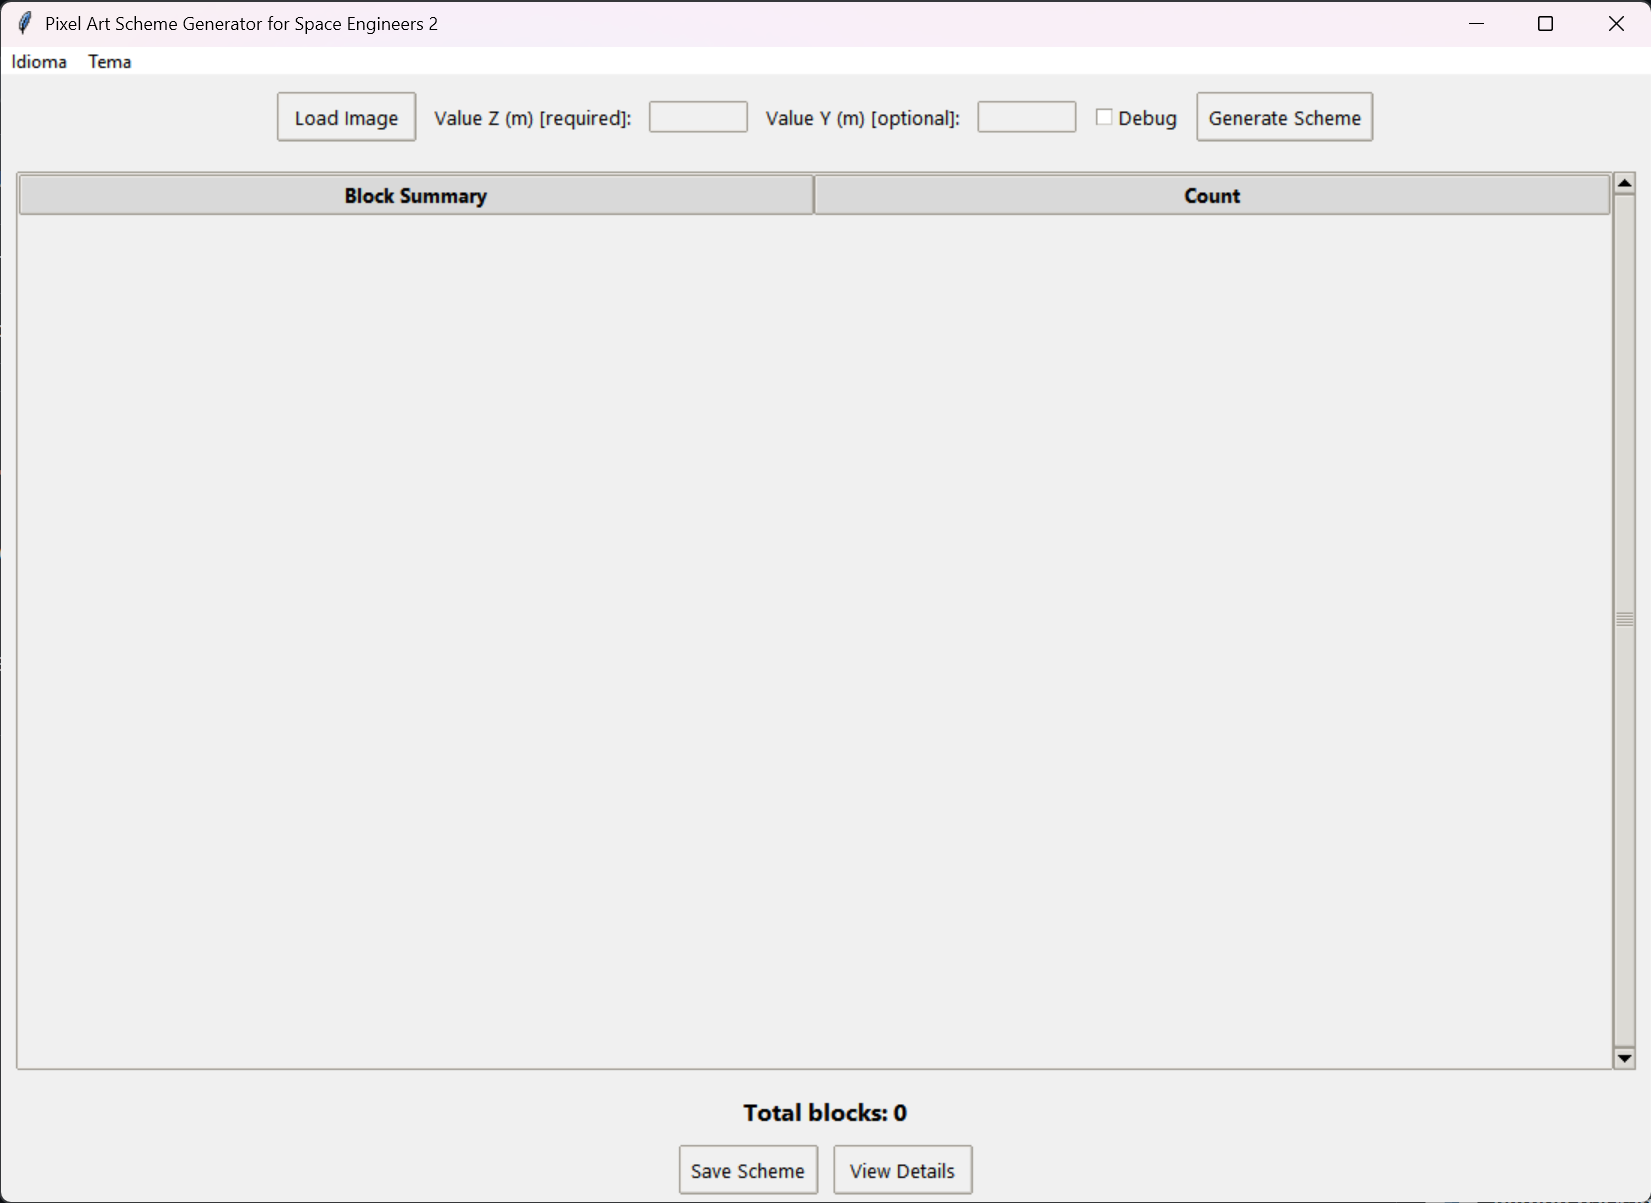 Pixel Art Scheme Generator for Space Engineers 2
Idioma Tema
Load Image Value Z (m) [required]: Value Y (m) [optional]: Debug Generate Scheme
Block Summary Count
Total blocks: 0
Save Scheme View Details